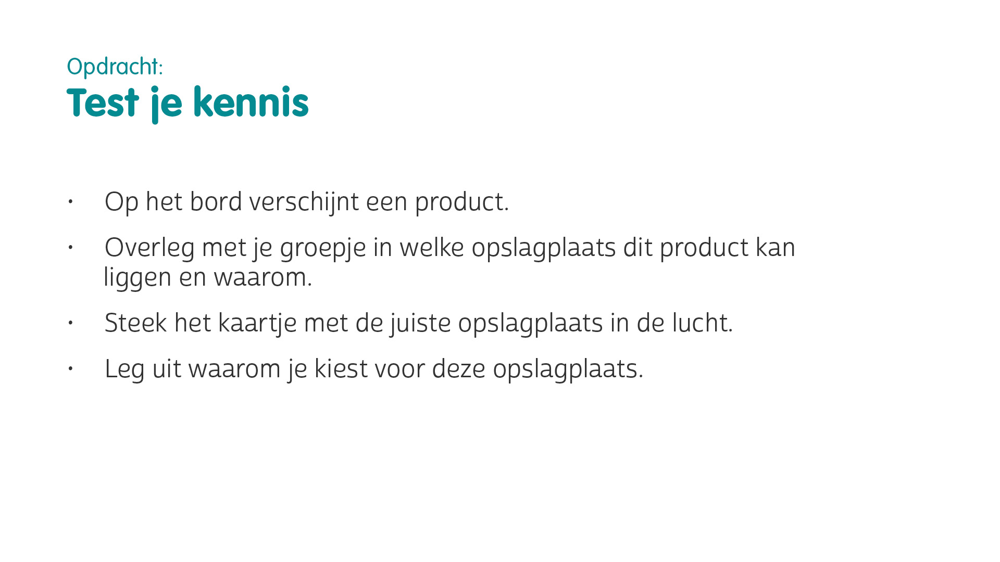 Opdracht:
Test je kennis
• Op het bord verschijnt een product.
• Overleg met je groepje in welke opslagplaats dit product kan
liggen en waarom.
• Steek het kaartje met de juiste opslagplaats in de lucht.
• Leg uit waarom je kiest voor deze opslagplaats.